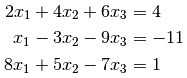 2x₁ + 4x₂ + 6x₃ = 4
x₁ − 3x₂ − 9x₃ = −11
8x₁ + 5x₂ − 7x₃ = 1